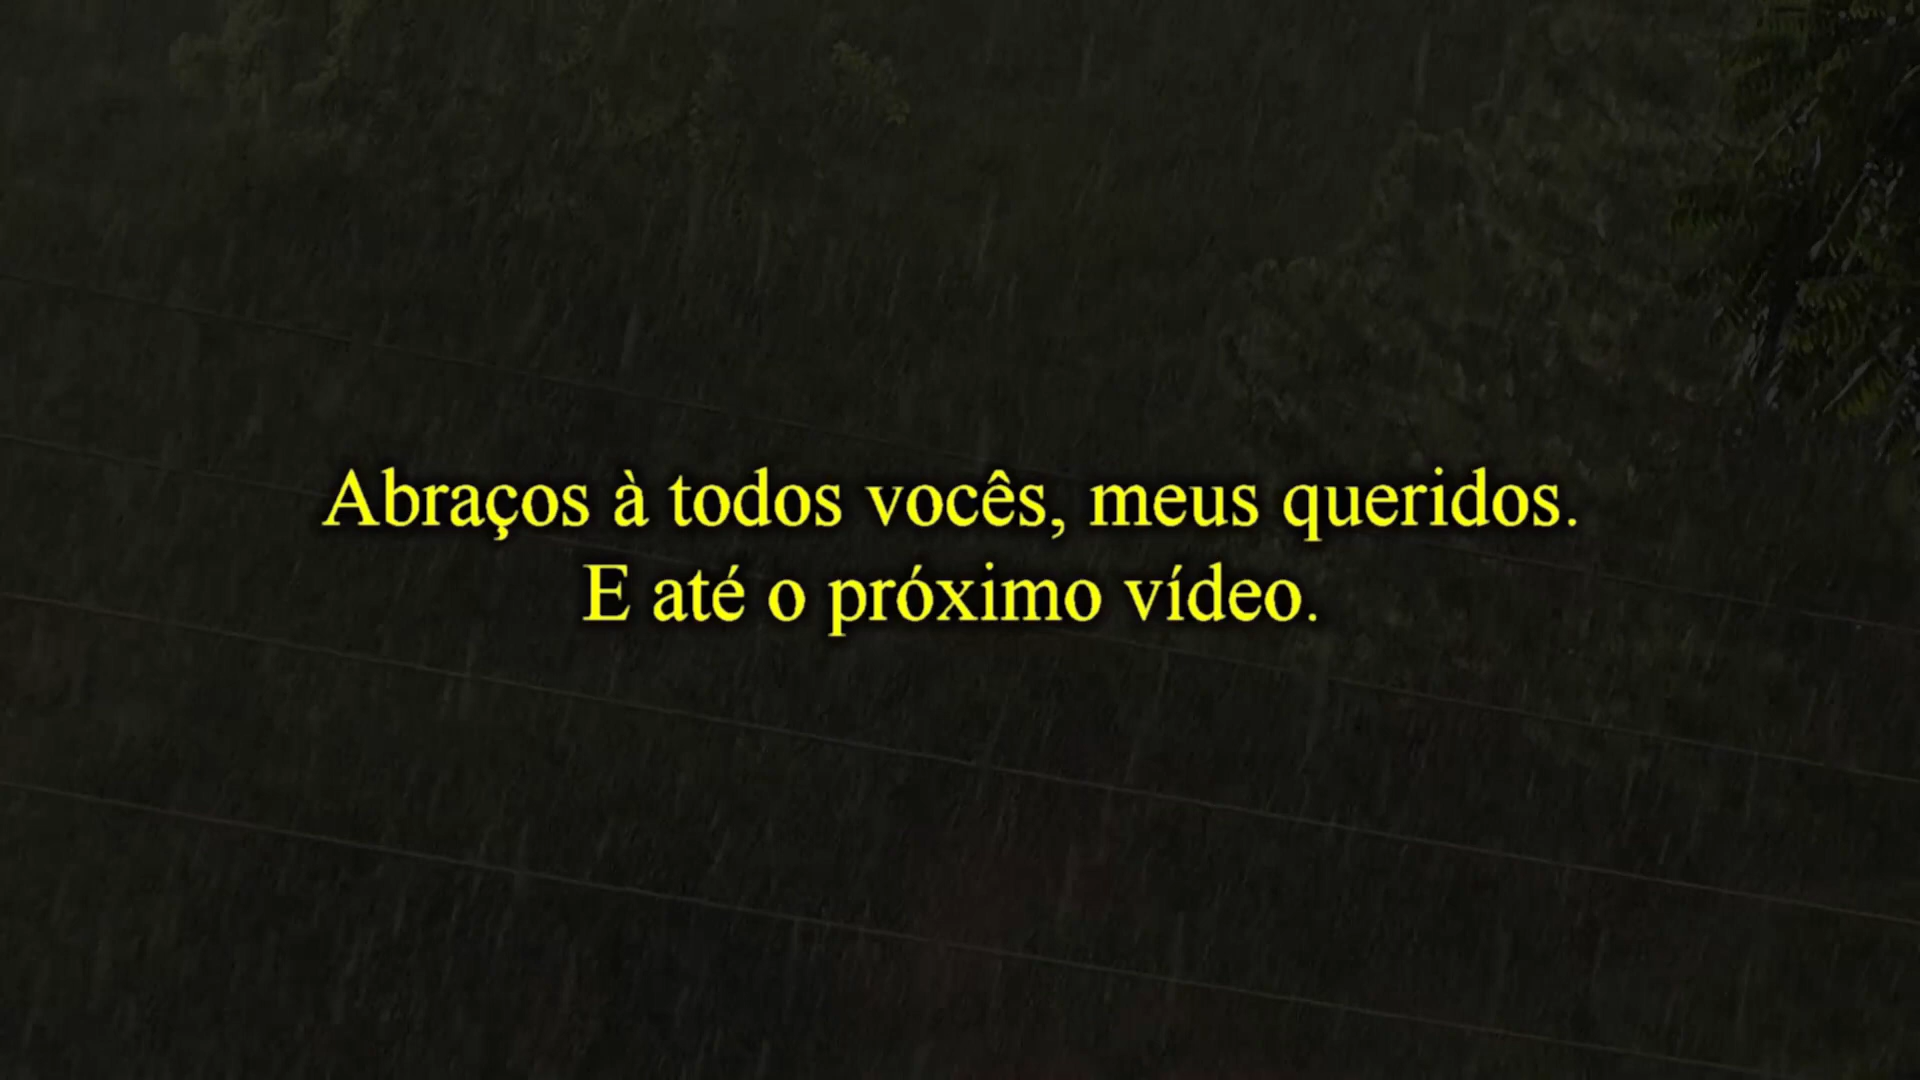 Abraços à todos vocês, meus queridos.
E até o próximo vídeo.